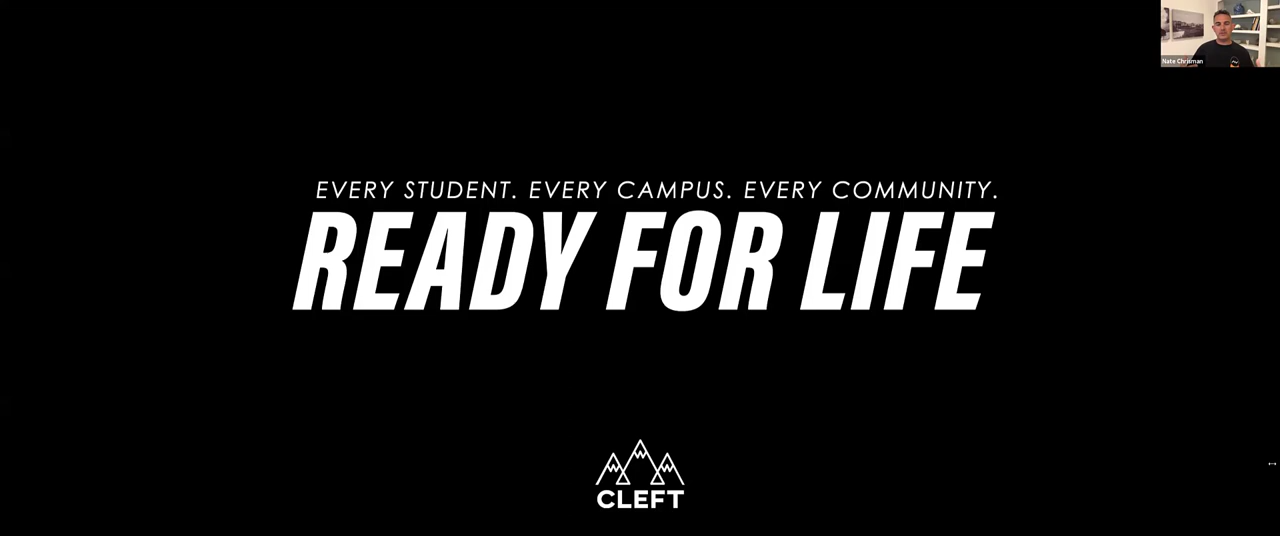 Nate Chrisman
EVERY STUDENT. EVERY CAMPUS. EVERY COMMUNITY.
READY FOR LIFE
CLEFT